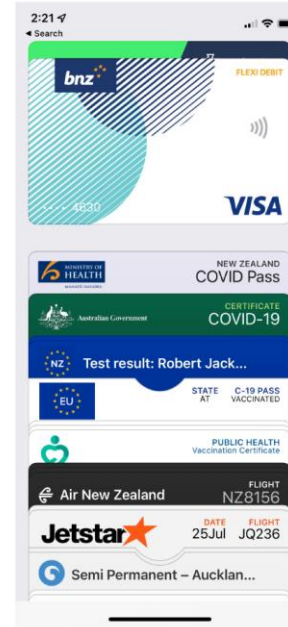 2:21
◄ Search
bnz
FLEXI DEBIT
•• • 4630
VISA
MINISTRY OF
HEALTH
NEW ZEALAND
COVID Pass
Australian Government
CERTIFICATE
COVID-19
NZ
Test result: Robert Jack...
EU
STATE
AT
C-19 PASS
VACCINATED
PUBLIC HEALTH
Vaccination Certificate
Air New Zealand
FLIGHT
NZ8156
Jetstar
DATE
25Jul
FLIGHT
JQ236
Semi Permanent – Aucklan...